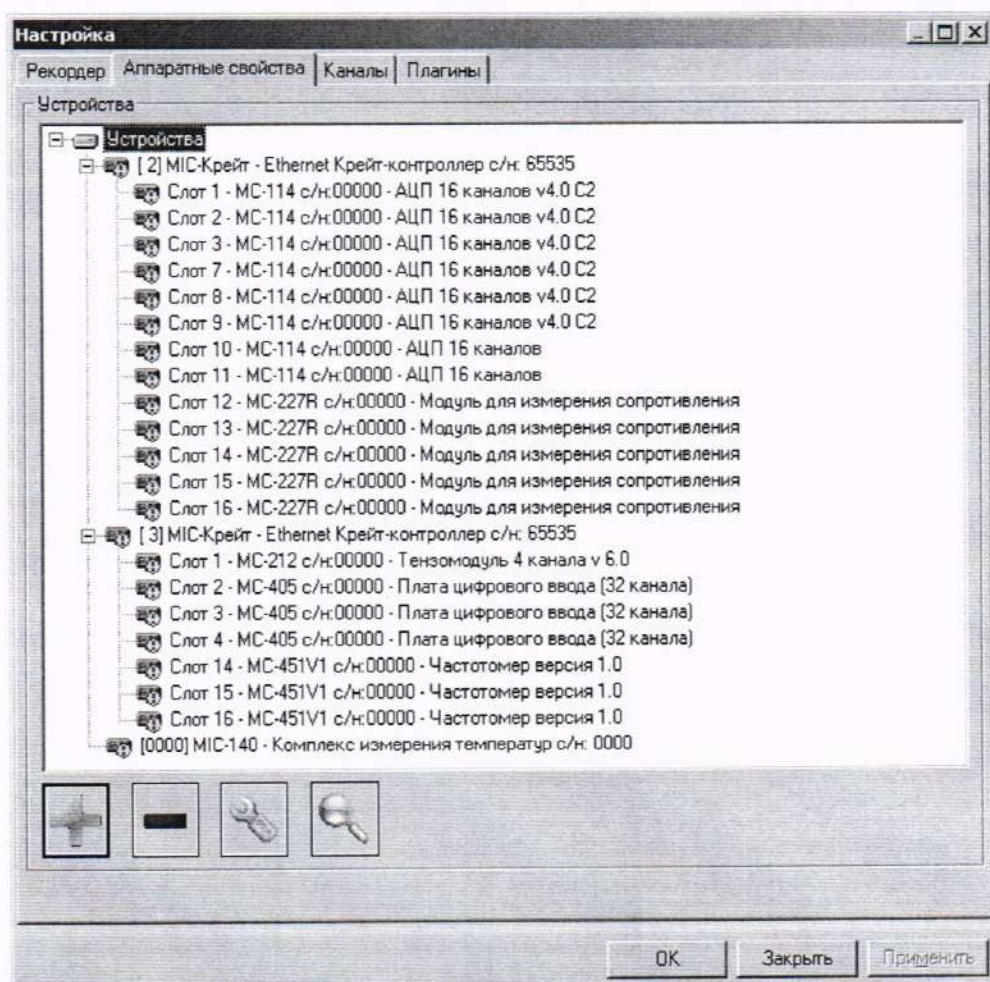 Настройка
Рекордер Аппаратные свойства Каналы Плагины
Устройства
Устройства
[ 2] MIC-Крейт - Ethernet Крейт-контроллер с/н: 65535
Слот 1 - МС-114 с/н:00000 - АЦП 16 каналов v4.0 C2
Слот 2 - МС-114 с/н:00000 - АЦП 16 каналов v4.0 C2
Слот 3 - МС-114 с/н:00000 - АЦП 16 каналов v4.0 C2
Слот 7 - МС-114 с/н:00000 - АЦП 16 каналов v4.0 C2
Слот 8 - МС-114 с/н:00000 - АЦП 16 каналов v4.0 C2
Слот 9 - МС-114 с/н:00000 - АЦП 16 каналов v4.0 C2
Слот 10 - МС-114 с/н:00000 - АЦП 16 каналов
Слот 11 - МС-114 с/н:00000 - АЦП 16 каналов
Слот 12 - МС-227R с/н:00000 - Модуль для измерения сопротивления
Слот 13 - МС-227R с/н:00000 - Модуль для измерения сопротивления
Слот 14 - МС-227R с/н:00000 - Модуль для измерения сопротивления
Слот 15 - МС-227R с/н:00000 - Модуль для измерения сопротивления
Слот 16 - МС-227R с/н:00000 - Модуль для измерения сопротивления
[ 3] MIC-Крейт - Ethernet Крейт-контроллер с/н: 65535
Слот 1 - МС-212 с/н:00000 - Тензомодуль 4 канала v 6.0
Слот 2 - МС-405 с/н:00000 - Плата цифрового ввода (32 канала)
Слот 3 - МС-405 с/н:00000 - Плата цифрового ввода (32 канала)
Слот 4 - МС-405 с/н:00000 - Плата цифрового ввода (32 канала)
Слот 14 - МС-451V1 с/н:00000 - Частотомер версия 1.0
Слот 15 - МС-451V1 с/н:00000 - Частотомер версия 1.0
Слот 16 - МС-451V1 с/н:00000 - Частотомер версия 1.0
[0000] MIC-140 - Комплекс измерения температур с/н: 0000
OK Закрыть Применить